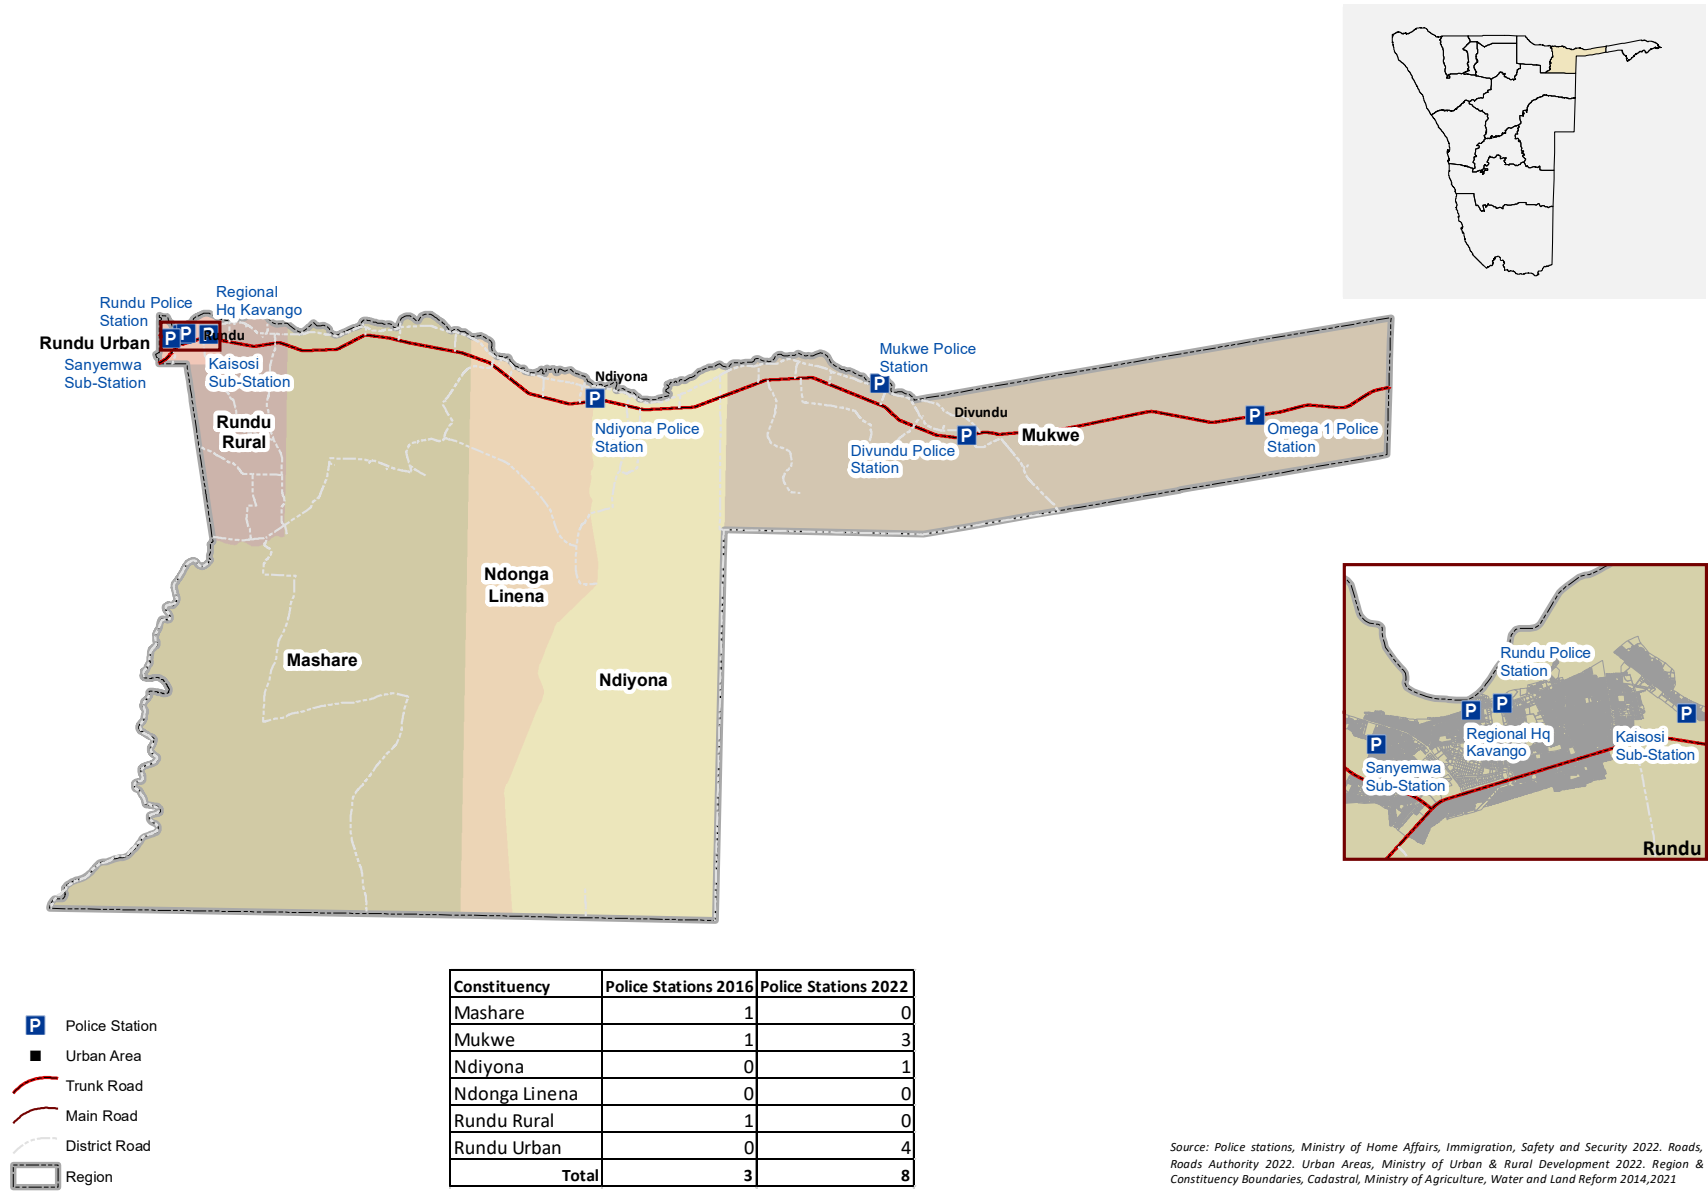 Rundu Police
Station
Regional
Hq Kavango
Rundu Urban
Rundu
Sanyemwa
Sub-Station
Kaisosi
Sub-Station
Rundu
Rural
Ndiyona
Ndiyona Police
Station
Mukwe Police
Station
Divundu
Mukwe
Divundu Police
Station
Omega 1 Police
Station
Ndonga
Linena
Mashare
Ndiyona
P
P
P
P
P
P
P
Rundu Police
Station
P
P
P
P
Regional Hq
Kavango
Kaisosi
Sub-Station
Sanyemwa
Sub-Station
Rundu
P Police Station
Urban Area
Trunk Road
Main Road
District Road
Region
Constituency Police Stations 2016 Police Stations 2022
Mashare 1 0
Mukwe 1 3
Ndiyona 0 1
Ndonga Linena 0 0
Rundu Rural 1 0
Rundu Urban 0 4
Total 3 8
Source: Police stations, Ministry of Home Affairs, Immigration, Safety and Security 2022. Roads,
Roads Authority 2022. Urban Areas, Ministry of Urban & Rural Development 2022. Region &
Constituency Boundaries, Cadastral, Ministry of Agriculture, Water and Land Reform 2014,2021